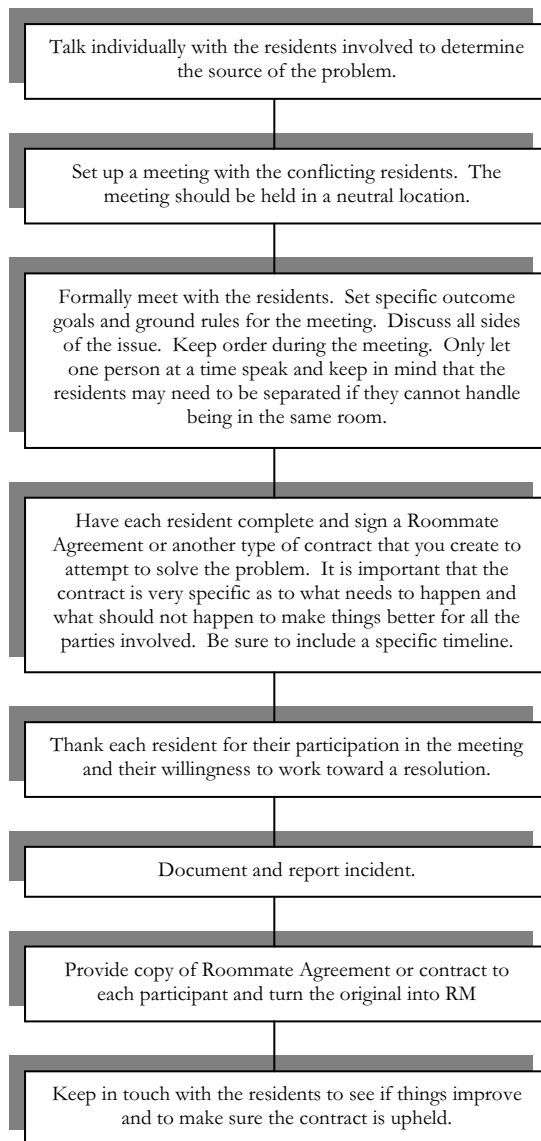 Talk individually with the residents involved to determine
the source of the problem.
Set up a meeting with the conflicting residents.  The
meeting should be held in a neutral location.
Formally meet with the residents.  Set specific outcome
goals and ground rules for the meeting.  Discuss all sides
of the issue.  Keep order during the meeting.  Only let
one person at a time speak and keep in mind that the
residents may need to be separated if they cannot handle
being in the same room.
Have each resident complete and sign a Roommate
Agreement or another type of contract that you create to
attempt to solve the problem.  It is important that the
contract is very specific as to what needs to happen and
what should not happen to make things better for all the
parties involved.  Be sure to include a specific timeline.
Thank each resident for their participation in the meeting
and their willingness to work toward a resolution.
Document and report incident.
Provide copy of Roommate Agreement or contract to
each participant and turn the original into RM
Keep in touch with the residents to see if things improve
and to make sure the contract is upheld.